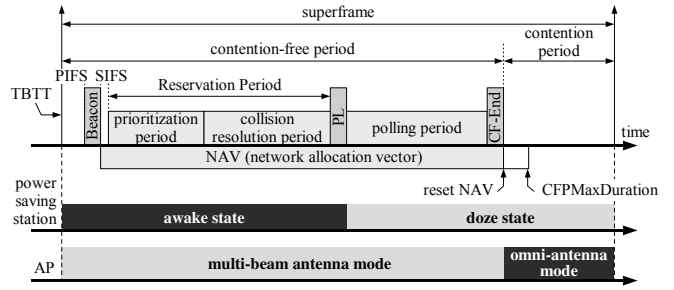 superframe
contention-free period
contention
period
PIFS SIFS
Reservation Period
TBTT
Beacon
prioritization
period
collision
resolution period
PL
polling period
CF-End
time
NAV (network allocation vector)
reset NAV
CFPMaxDuration
power
saving
station
awake state
doze state
AP
multi-beam antenna mode
omni-antenna
mode